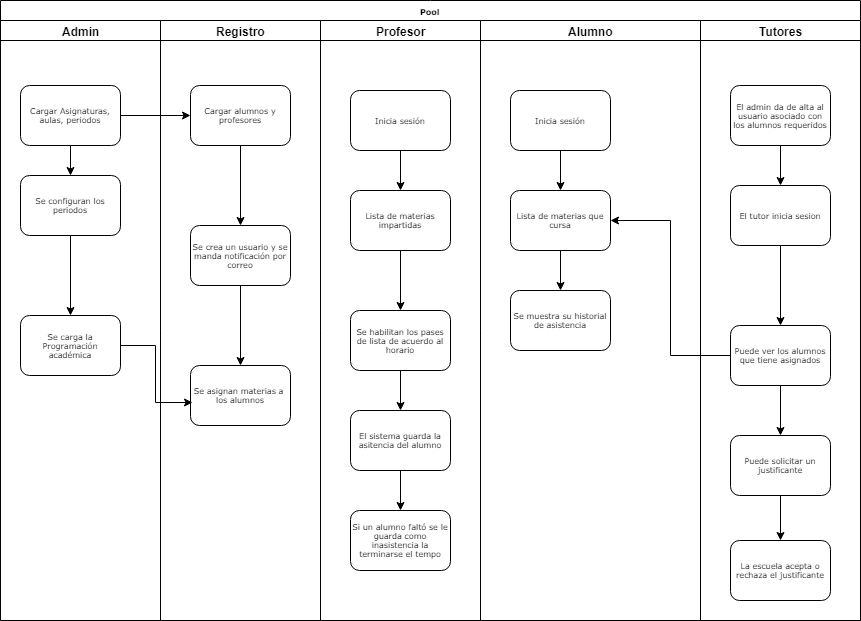 Pool
Admin
Registro
Profesor
Alumno
Tutores
Cargar Asignaturas,
aulas, periodos
Se configuran los
periodos
Se carga la
Programación
académica
Cargar alumnos y
profesores
Se crea un usuario y se
manda notificación por
correo
Se asignan materias a
los alumnos
Inicia sesión
Lista de materias
impartidas
Se habilitan los pases
de lista de acuerdo al
horario
El sistema guarda la
asitencia del alumno
Si un alumno faltó se le
guarda como
inasistencia la
terminarse el tempo
Inicia sesión
Lista de materias que
cursa
Se muestra su historial
de asistencia
El admin da de alta al
usuario asociado con
los alumnos requeridos
El tutor inicia sesion
Puede ver los alumnos
que tiene asignados
Puede solicitar un
justificante
La escuela acepta o
rechaza el justificante